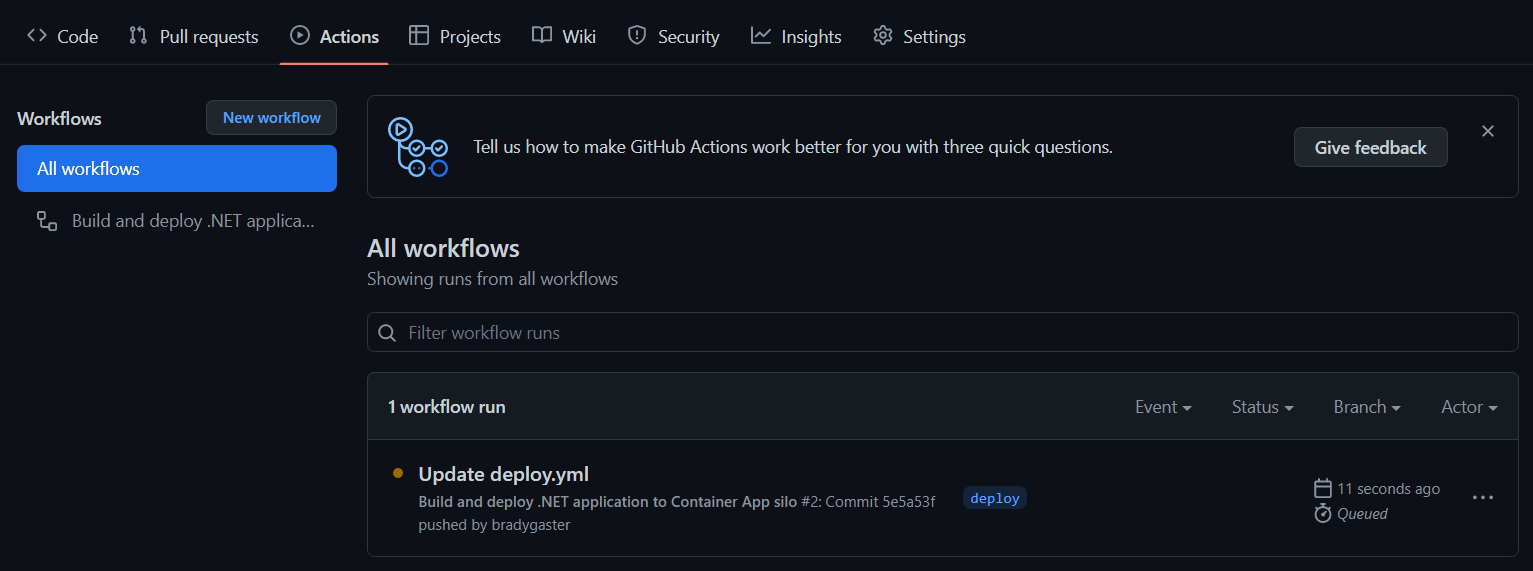 Code Pull requests Actions Projects Wiki Security Insights Settings
Workflows
New workflow
All workflows
Build and deploy .NET applica...
Tell us how to make GitHub Actions work better for you with three quick questions.
Give feedback
All workflows
Showing runs from all workflows
Filter workflow runs
1 workflow run
Event Status Branch Actor
Update deploy.yml
Build and deploy .NET application to Container App silo #2: Commit 5e5a53f
pushed by bradygaster
deploy
11 seconds ago
Queued